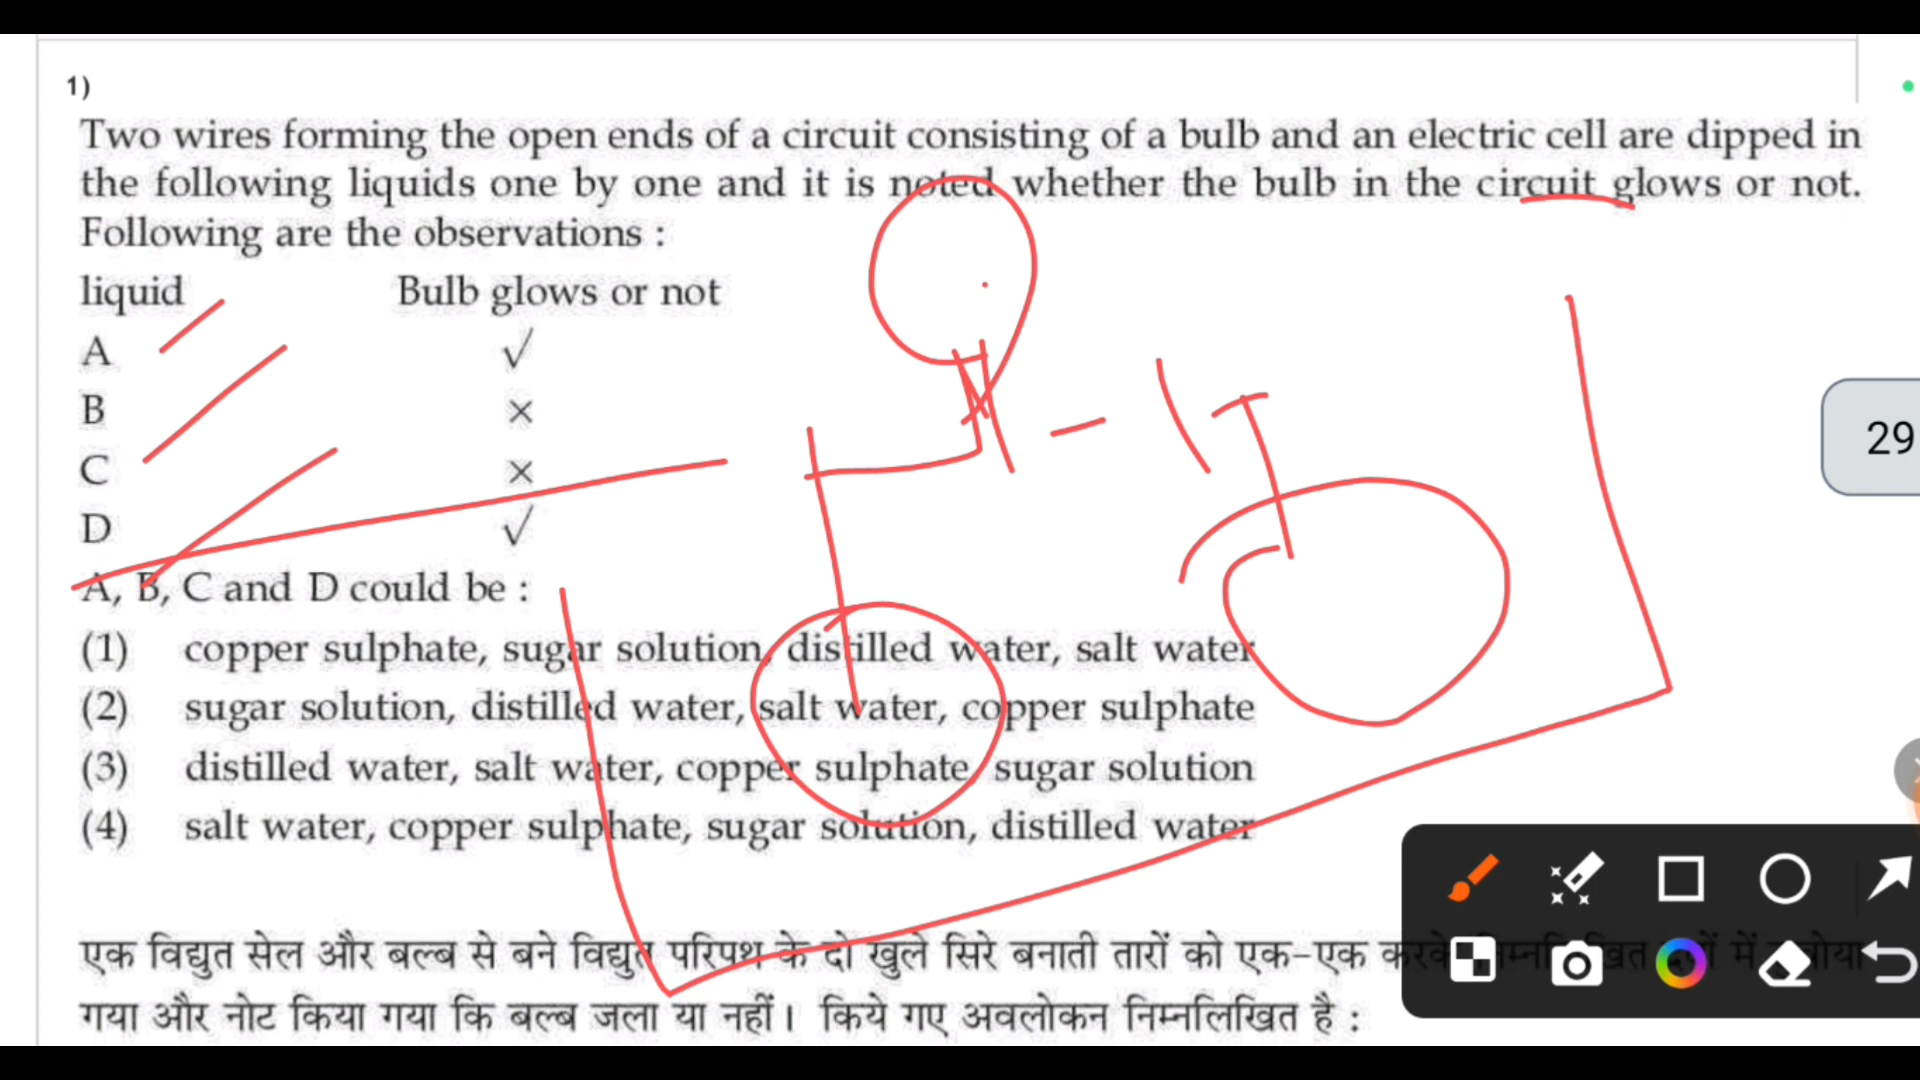 1)
Two wires forming the open ends of a circuit consisting of a bulb and an electric cell are dipped in
the following liquids one by one and it is noted whether the bulb in the circuit glows or not.
Following are the observations :
liquid Bulb glows or not
A √
B ×
C ×
D √
A, B, C and D could be :
(1) copper sulphate, sugar solution, distilled water, salt water
(2) sugar solution, distilled water, salt water, copper sulphate
(3) distilled water, salt water, copper sulphate, sugar solution
(4) salt water, copper sulphate, sugar solution, distilled water
29
एक विद्युत सेल और बल्ब से बने विद्युत परिपथ के दो खुले सिरे बनाती तारों को एक-एक करके में
गया और नोट किया गया कि बल्ब जला या नहीं। किये गए अवलोकन निम्नलिखित है :